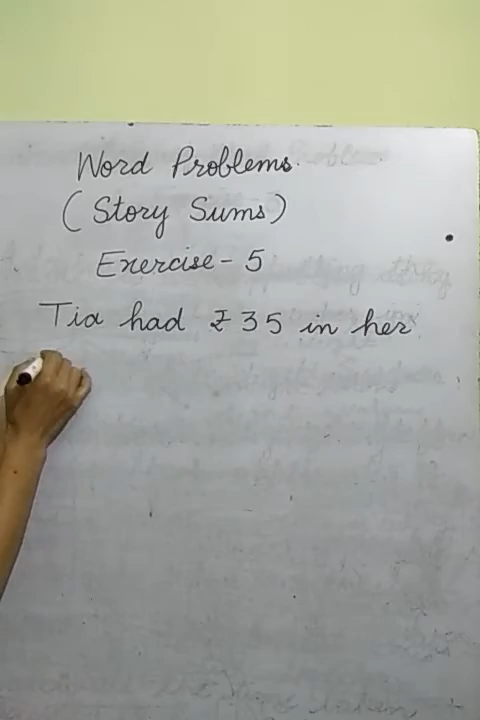 Word Problems.
(Story Sums)
Exercise - 5
Tia had ₹35 in her